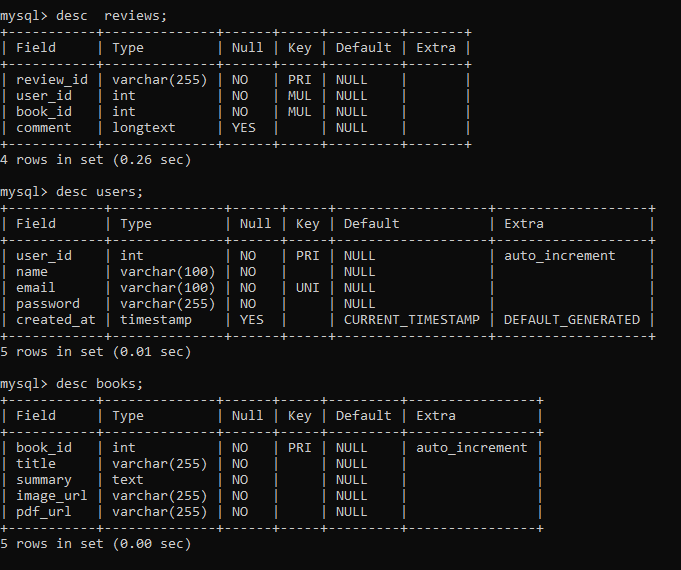 mysql> desc  reviews;
+-----------+--------------+------+-----+---------+-------+
| Field     | Type         | Null | Key | Default | Extra |
+-----------+--------------+------+-----+---------+-------+
| review_id | varchar(255) | NO   | PRI | NULL    |       |
| user_id   | int          | NO   | MUL | NULL    |       |
| book_id   | int          | NO   | MUL | NULL    |       |
| comment   | longtext     | YES  |     | NULL    |       |
+-----------+--------------+------+-----+---------+-------+
4 rows in set (0.26 sec)
mysql> desc users;
+------------+--------------+------+-----+-------------------+-------------------+
| Field      | Type         | Null | Key | Default           | Extra             |
+------------+--------------+------+-----+-------------------+-------------------+
| user_id    | int          | NO   | PRI | NULL              | auto_increment    |
| name       | varchar(100) | NO   |     | NULL              |                   |
| email      | varchar(100) | NO   | UNI | NULL              |                   |
| password   | varchar(255) | NO   |     | NULL              |                   |
| created_at | timestamp    | YES  |     | CURRENT_TIMESTAMP | DEFAULT_GENERATED |
+------------+--------------+------+-----+-------------------+-------------------+
5 rows in set (0.01 sec)
mysql> desc books;
+-----------+--------------+------+-----+---------+----------------+
| Field     | Type         | Null | Key | Default | Extra          |
+-----------+--------------+------+-----+---------+----------------+
| book_id   | int          | NO   | PRI | NULL    | auto_increment |
| title     | varchar(255) | NO   |     | NULL    |                |
| summary   | text         | NO   |     | NULL    |                |
| image_url | varchar(255) | NO   |     | NULL    |                |
| pdf_url   | varchar(255) | NO   |     | NULL    |                |
+-----------+--------------+------+-----+---------+----------------+
5 rows in set (0.00 sec)